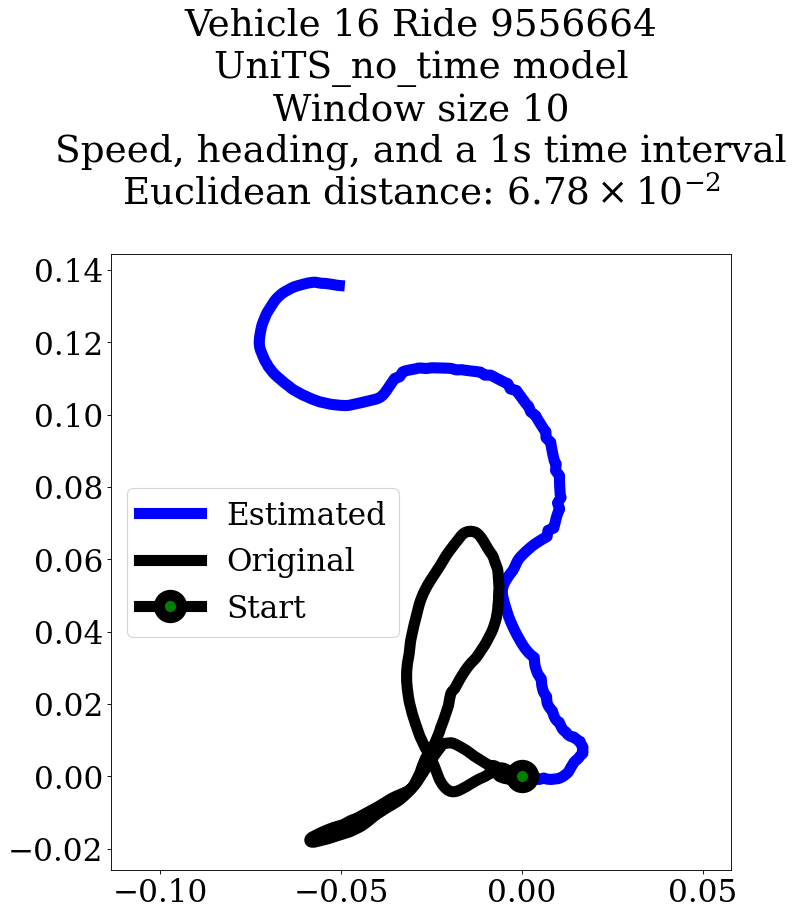 Vehicle 16 Ride 9556664
UniTS_no_time model
Window size 10
Speed, heading, and a 1s time interval
Euclidean distance: 6.78 × 10⁻²
0.14
0.12
0.10
0.08
0.06
0.04
0.02
0.00
−0.02
Estimated
Original
Start
−0.10
−0.05
0.00
0.05